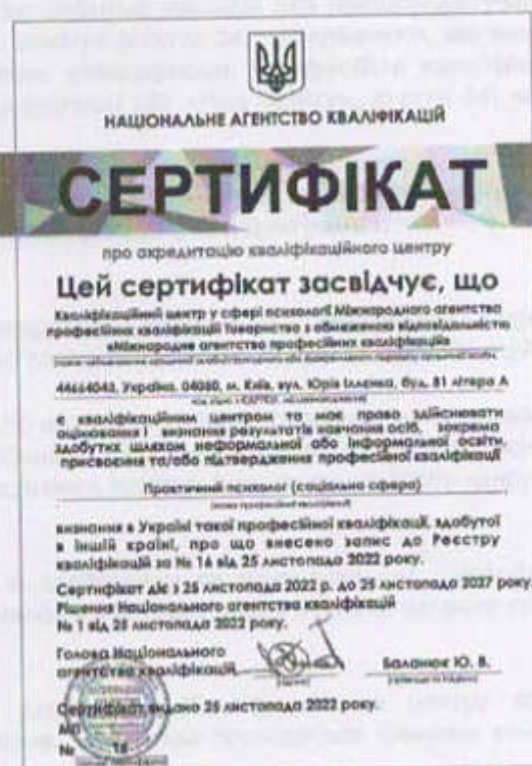 НАЦІОНАЛЬНЕ АГЕНТСТВО КВАЛІФІКАЦІЙ
СЕРТИФІКАТ
про акредитацію кваліфікаційного центру
Цей сертифікат засвідчує, що
Кваліфікаційний центр у сфері психології Міжнародного агентства
професійних кваліфікацій Товариство з обмеженою відповідальністю
«Міжнародне агентство професійних кваліфікацій»
44664043, Україна, 04080, м. Київ, вул. Юрія Іллєнка, буд. 81 літера А
є кваліфікаційним центром та має право здійснювати
оцінювання і визнання результатів навчання осіб, зокрема
здобутих шляхом неформальної або інформальної освіти,
присвоєння та/або підтвердження професійної кваліфікації
Практичний психолог (соціальна сфера)
визнання в Україні такої професійної кваліфікації, здобутої
в іншій країні, про що внесено запис до Реєстру
кваліфікацій за № 16 від 25 листопада 2022 року.
Сертифікат діє з 25 листопада 2022 р. до 25 листопада 2027 року.
Рішення Національного агентства кваліфікацій
№ 1 від 25 листопада 2022 року.
Голова Національного
агентства кваліфікацій
Баланюк Ю. В.
Сертифікат видано 25 листопада 2022 року.
МП
№ 16